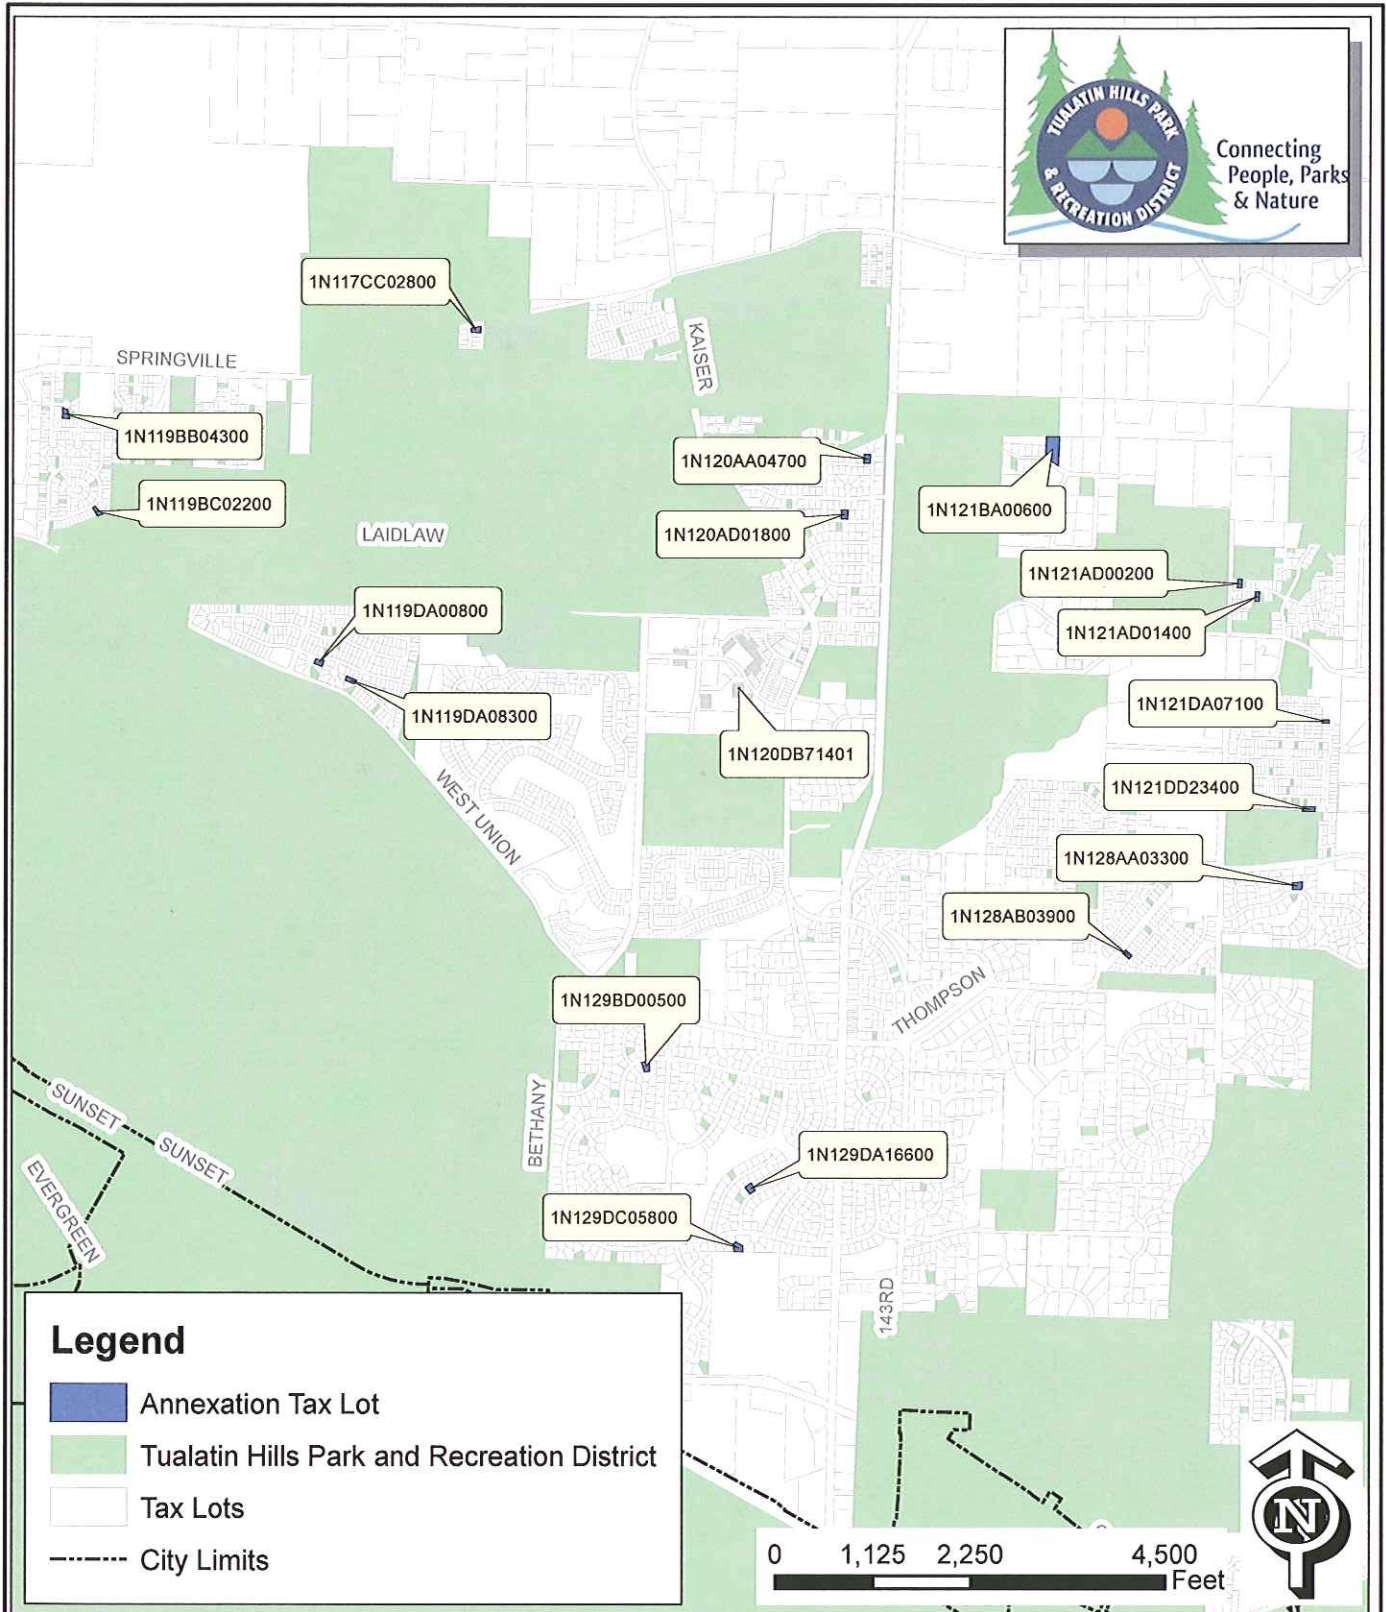 TUALATIN HILLS PARK
& RECREATION DISTRICT
Connecting
People, Parks
& Nature
1N117CC02800
KAISER
SPRINGVILLE
1N119BB04300
1N120AA04700
1N119BC02200
1N121BA00600
1N120AD01800
LAIDLAW
1N121AD00200
1N119DA00800
1N121AD01400
1N119DA08300
1N121DA07100
1N120DB71401
1N121DD23400
WEST UNION
1N128AA03300
1N128AB03900
1N129BD00500
THOMPSON
BETHANY
SUNSET
SUNSET
EVERGREEN
1N129DA16600
1N129DC05800
143RD
Legend
Annexation Tax Lot
Tualatin Hills Park and Recreation District
Tax Lots
City Limits
0 1,125 2,250 4,500
Feet
N